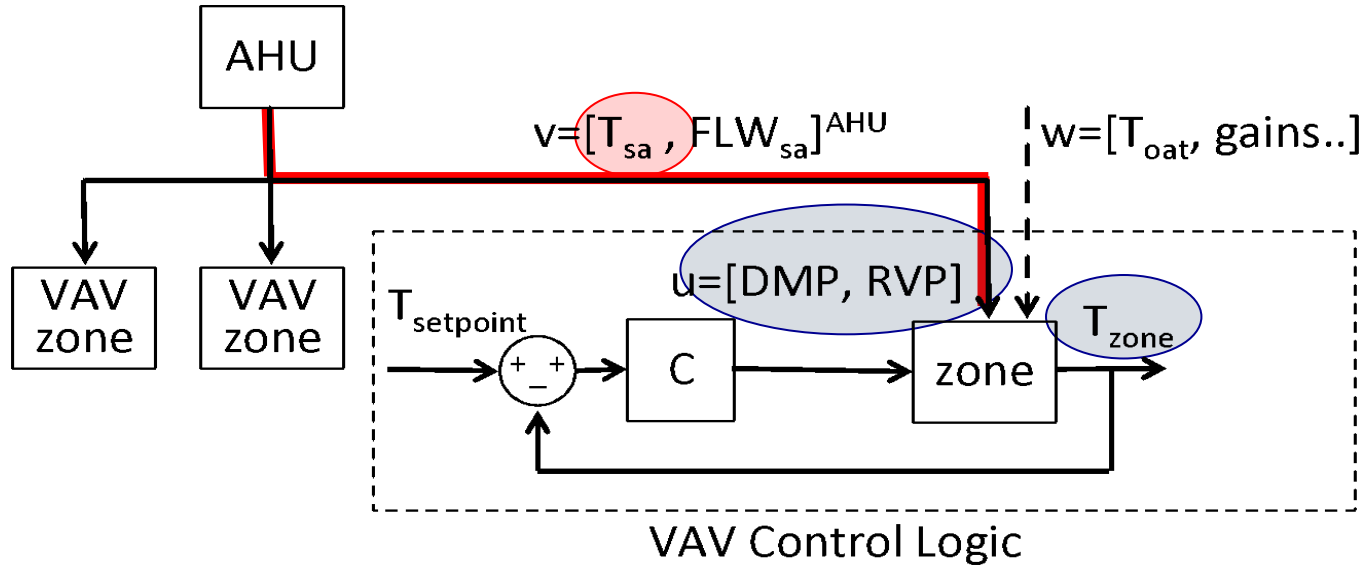 AHU
v=[Tsa , FLWsa]AHU
w=[Toat, gains..]
VAV
zone
VAV
zone
Tsetpoint
u=[DMP, RVP]
Tzone
+ +
−
C
zone
VAV Control Logic